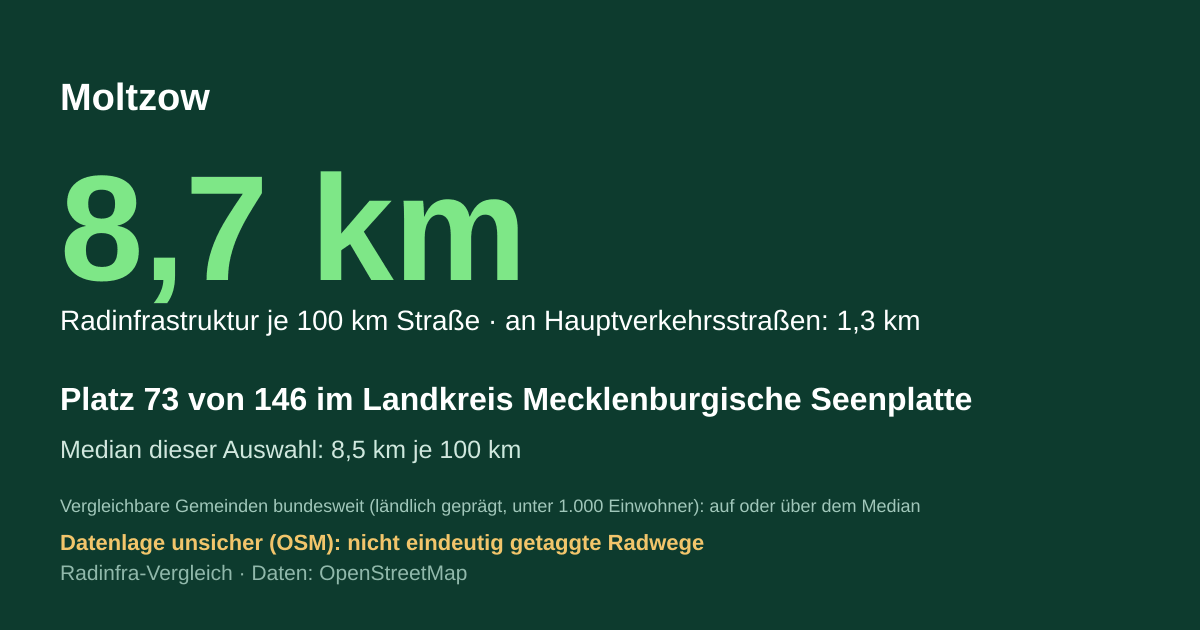 Moltzow
8,7 km
Radinfrastruktur je 100 km Straße · an Hauptverkehrsstraßen: 1,3 km
Platz 73 von 146 im Landkreis Mecklenburgische Seenplatte
Median dieser Auswahl: 8,5 km je 100 km
Vergleichbare Gemeinden bundesweit (ländlich geprägt, unter 1.000 Einwohner): auf oder über dem Median
Datenlage unsicher (OSM): nicht eindeutig getaggte Radwege
Radinfra-Vergleich · Daten: OpenStreetMap